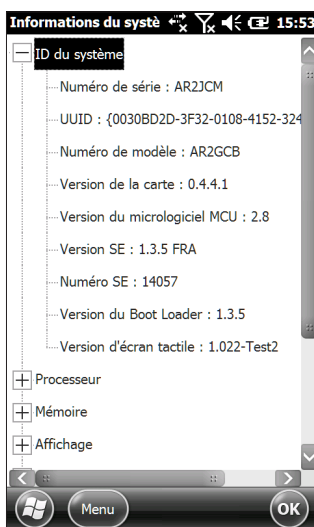 Informations du systè 15:53
ID du système
Numéro de série : AR2JCM
UUID : {0030BD2D-3F32-0108-4152-324
Numéro de modèle : AR2GCB
Version de la carte : 0.4.4.1
Version du micrologiciel MCU : 2.8
Version SE : 1.3.5 FRA
Numéro SE : 14057
Version du Boot Loader : 1.3.5
Version d'écran tactile : 1.022-Test2
Processeur
Mémoire
Affichage
Menu OK